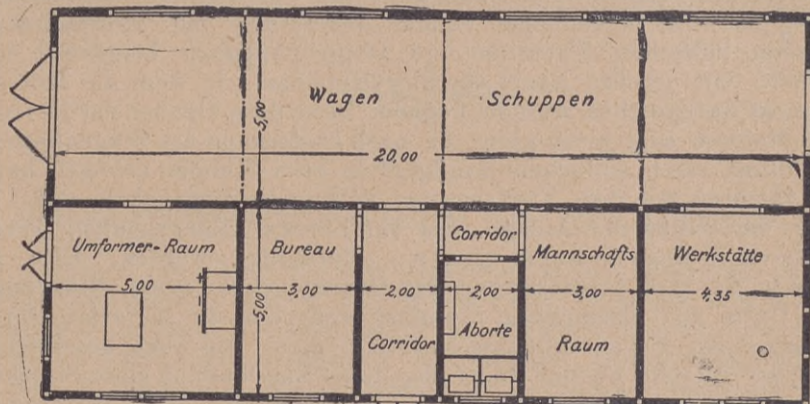 Wagen Schuppen
5,00
20,00
Umformer-Raum Bureau Corridor Mannschafts Werkstätte
5,00 3,00 2,00 2,00 3,00 4,35
5,00
Corridor Aborte Raum